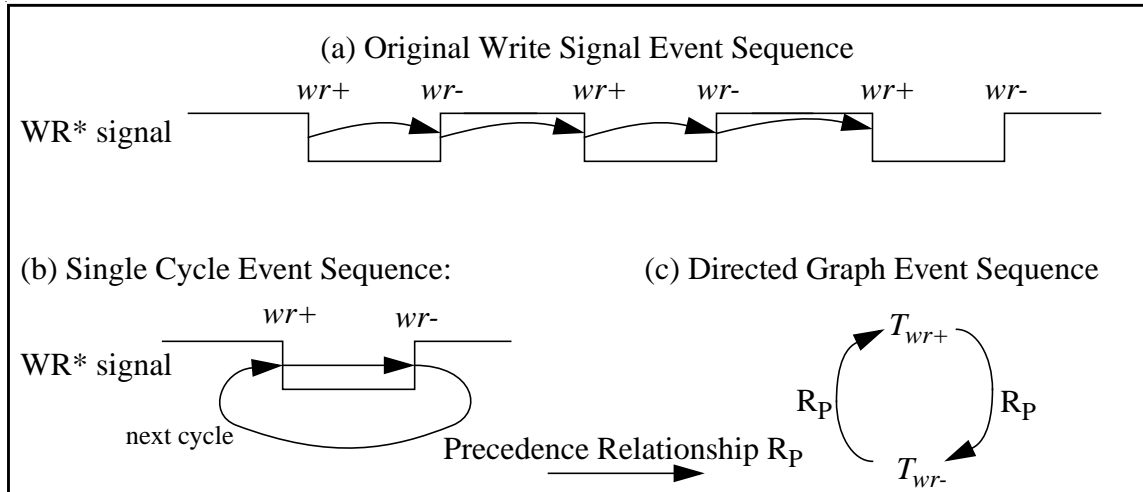 (a) Original Write Signal Event Sequence
wr+ wr- wr+ wr- wr+ wr-
WR* signal
(b) Single Cycle Event Sequence:
wr+ wr-
WR* signal
next cycle
(c) Directed Graph Event Sequence
Twr+
RP RP
Twr-
Precedence Relationship RP